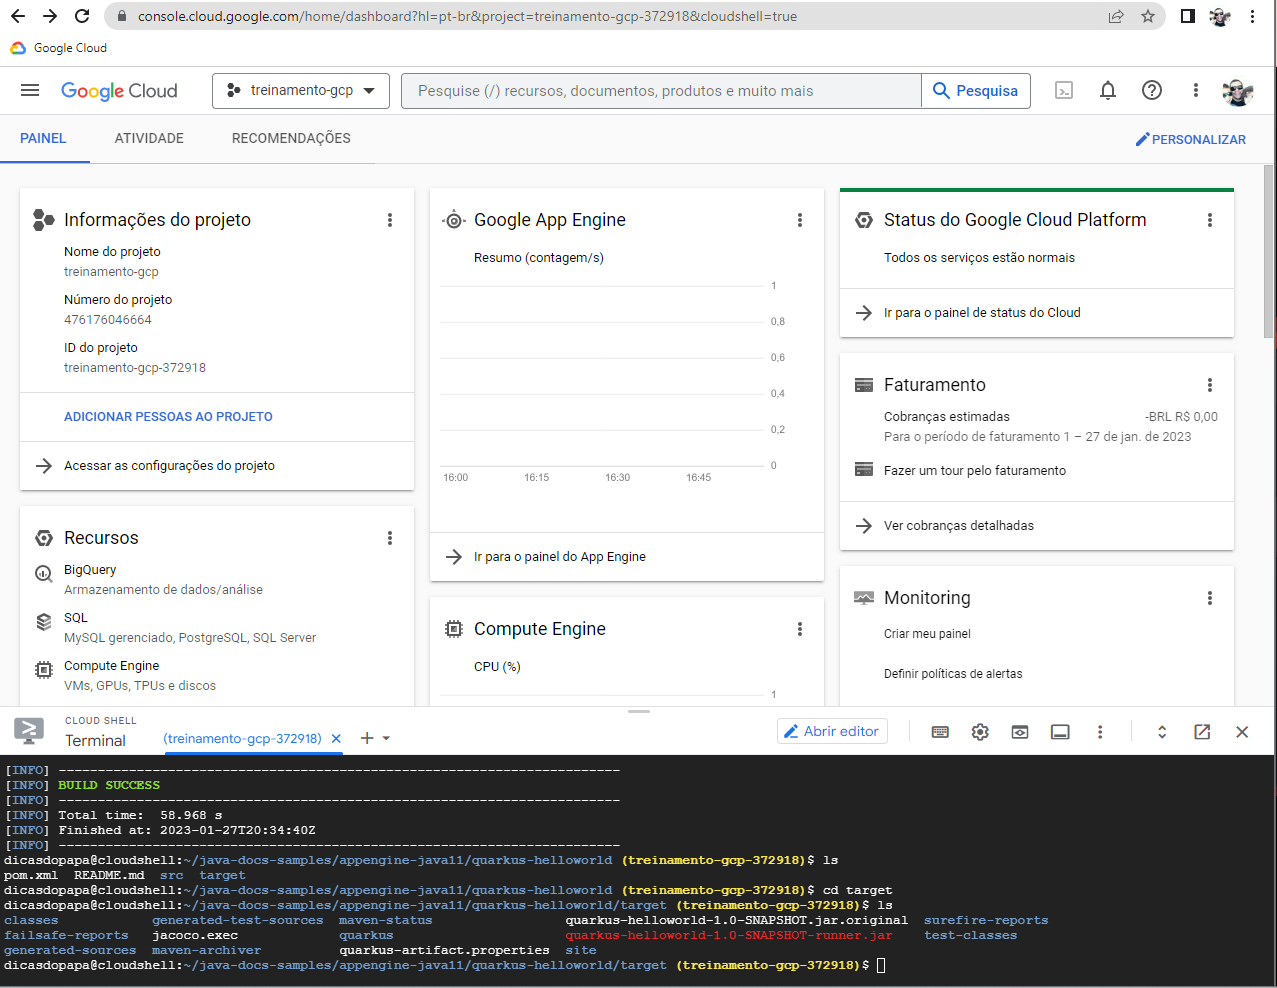 console.cloud.google.com/home/dashboard?hl=pt-br&project=treinamento-gcp-372918&cloudshell=true
Google Cloud
Google Cloud
treinamento-gcp
Pesquise (/) recursos, documentos, produtos e muito mais
Pesquisa
PAINEL
ATIVIDADE
RECOMENDAÇÕES
PERSONALIZAR
Informações do projeto
Nome do projeto
treinamento-gcp
Número do projeto
476176046664
ID do projeto
treinamento-gcp-372918
ADICIONAR PESSOAS AO PROJETO
Acessar as configurações do projeto
Recursos
BigQuery
Armazenamento de dados/análise
SQL
MySQL gerenciado, PostgreSQL, SQL Server
Compute Engine
VMs, GPUs, TPUs e discos
Google App Engine
Resumo (contagem/s)
1
0,8
0,6
0,4
0,2
0
16:00 16:15 16:30 16:45
Ir para o painel do App Engine
Compute Engine
CPU (%)
1
Status do Google Cloud Platform
Todos os serviços estão normais
Ir para o painel de status do Cloud
Faturamento
Cobranças estimadas -BRL R$ 0,00
Para o período de faturamento 1 – 27 de jan. de 2023
Fazer um tour pelo faturamento
Ver cobranças detalhadas
Monitoring
Criar meu painel
Definir políticas de alertas
CLOUD SHELL
Terminal
(treinamento-gcp-372918)
Abrir editor
[INFO] ------------------------------------------------------------------------
[INFO] BUILD SUCCESS
[INFO] ------------------------------------------------------------------------
[INFO] Total time:  58.968 s
[INFO] Finished at: 2023-01-27T20:34:40Z
[INFO] ------------------------------------------------------------------------
dicasdopapa@cloudshell:~/java-docs-samples/appengine-java11/quarkus-helloworld (treinamento-gcp-372918)$ ls
pom.xml  README.md  src  target
dicasdopapa@cloudshell:~/java-docs-samples/appengine-java11/quarkus-helloworld (treinamento-gcp-372918)$ cd target
dicasdopapa@cloudshell:~/java-docs-samples/appengine-java11/quarkus-helloworld/target (treinamento-gcp-372918)$ ls
classes generated-test-sources maven-status quarkus-helloworld-1.0-SNAPSHOT.jar.original surefire-reports
failsafe-reports jacoco.exec quarkus quarkus-helloworld-1.0-SNAPSHOT-runner.jar test-classes
generated-sources maven-archiver quarkus-artifact.properties site
dicasdopapa@cloudshell:~/java-docs-samples/appengine-java11/quarkus-helloworld/target (treinamento-gcp-372918)$